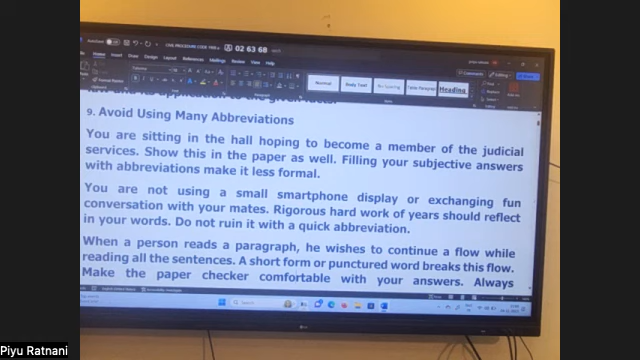 02 63 68
Home
Normal
Body Text
No Spacing
Table Paragraph
Heading
9. Avoid Using Many Abbreviations
You are sitting in the hall hoping to become a member of the judicial
services. Show this in the paper as well. Filling your subjective answers
with abbreviations make it less formal.
You are not using a small smartphone display or exchanging fun
conversation with your mates. Rigorous hard work of years should reflect
in your words. Do not ruin it with a quick abbreviation.
When a person reads a paragraph, he wishes to continue a flow while
reading all the sentences. A short form or punctured word breaks this flow.
Make the paper checker comfortable with your answers. Always
Search
LG
Piyu Ratnani